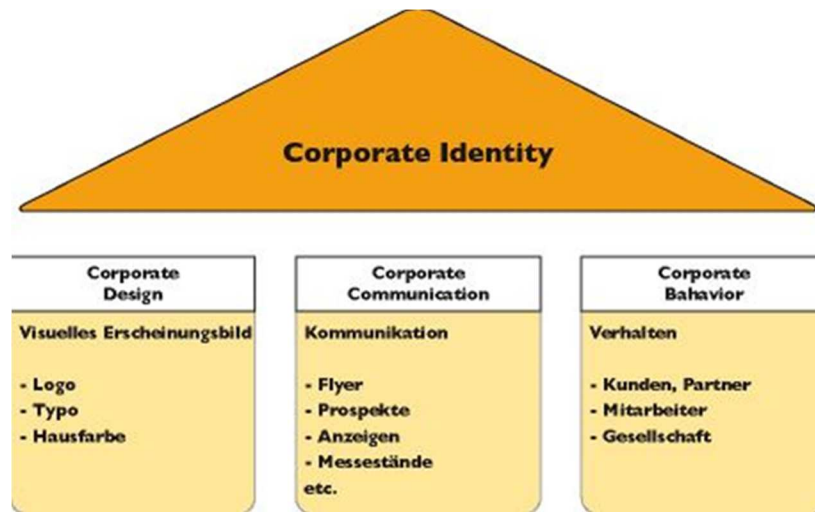 Corporate Identity
Corporate
Design
Visuelles Erscheinungsbild
- Logo
- Typo
- Hausfarbe
Corporate
Communication
Kommunikation
- Flyer
- Prospekte
- Anzeigen
- Messestände
etc.
Corporate
Bahavior
Verhalten
- Kunden, Partner
- Mitarbeiter
- Gesellschaft